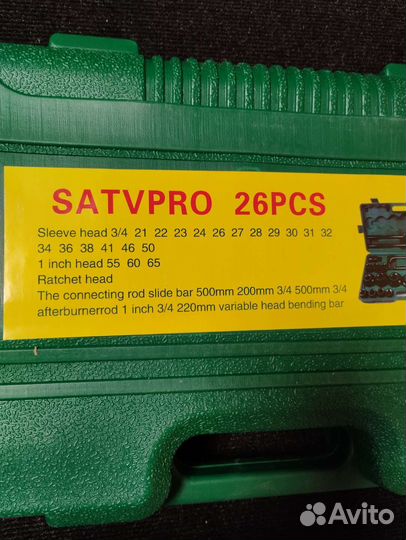 SATVPRO 26PCS
Sleeve head 3/4 21 22 23 24 26 27 28 29 30 31 32
34 36 38 41 46 50
1 inch head 55 60 65
Ratchet head
The connecting rod slide bar 500mm 200mm 3/4 500mm 3/4
afterburnerrod 1 inch 3/4 220mm variable head bending bar
Avito